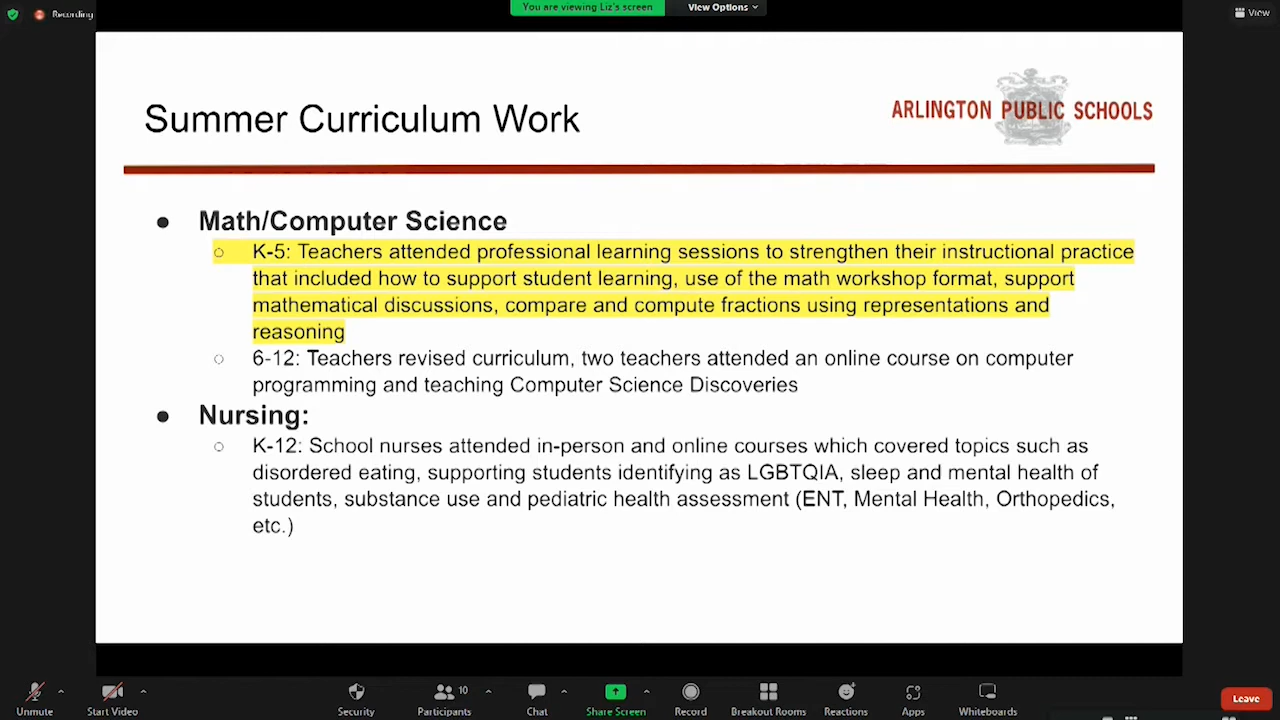 Recording
You are viewing Liz's screen
View Options
View
Summer Curriculum Work
ARLINGTON PUBLIC SCHOOLS
● Math/Computer Science
○ K-5: Teachers attended professional learning sessions to strengthen their instructional practice
that included how to support student learning, use of the math workshop format, support
mathematical discussions, compare and compute fractions using representations and
reasoning
○ 6-12: Teachers revised curriculum, two teachers attended an online course on computer
programming and teaching Computer Science Discoveries
● Nursing:
○ K-12: School nurses attended in-person and online courses which covered topics such as
disordered eating, supporting students identifying as LGBTQIA, sleep and mental health of
students, substance use and pediatric health assessment (ENT, Mental Health, Orthopedics,
etc.)
Unmute
Start Video
Security
10
Participants
Chat
Share Screen
Record
Breakout Rooms
Reactions
Apps
Whiteboards
Leave